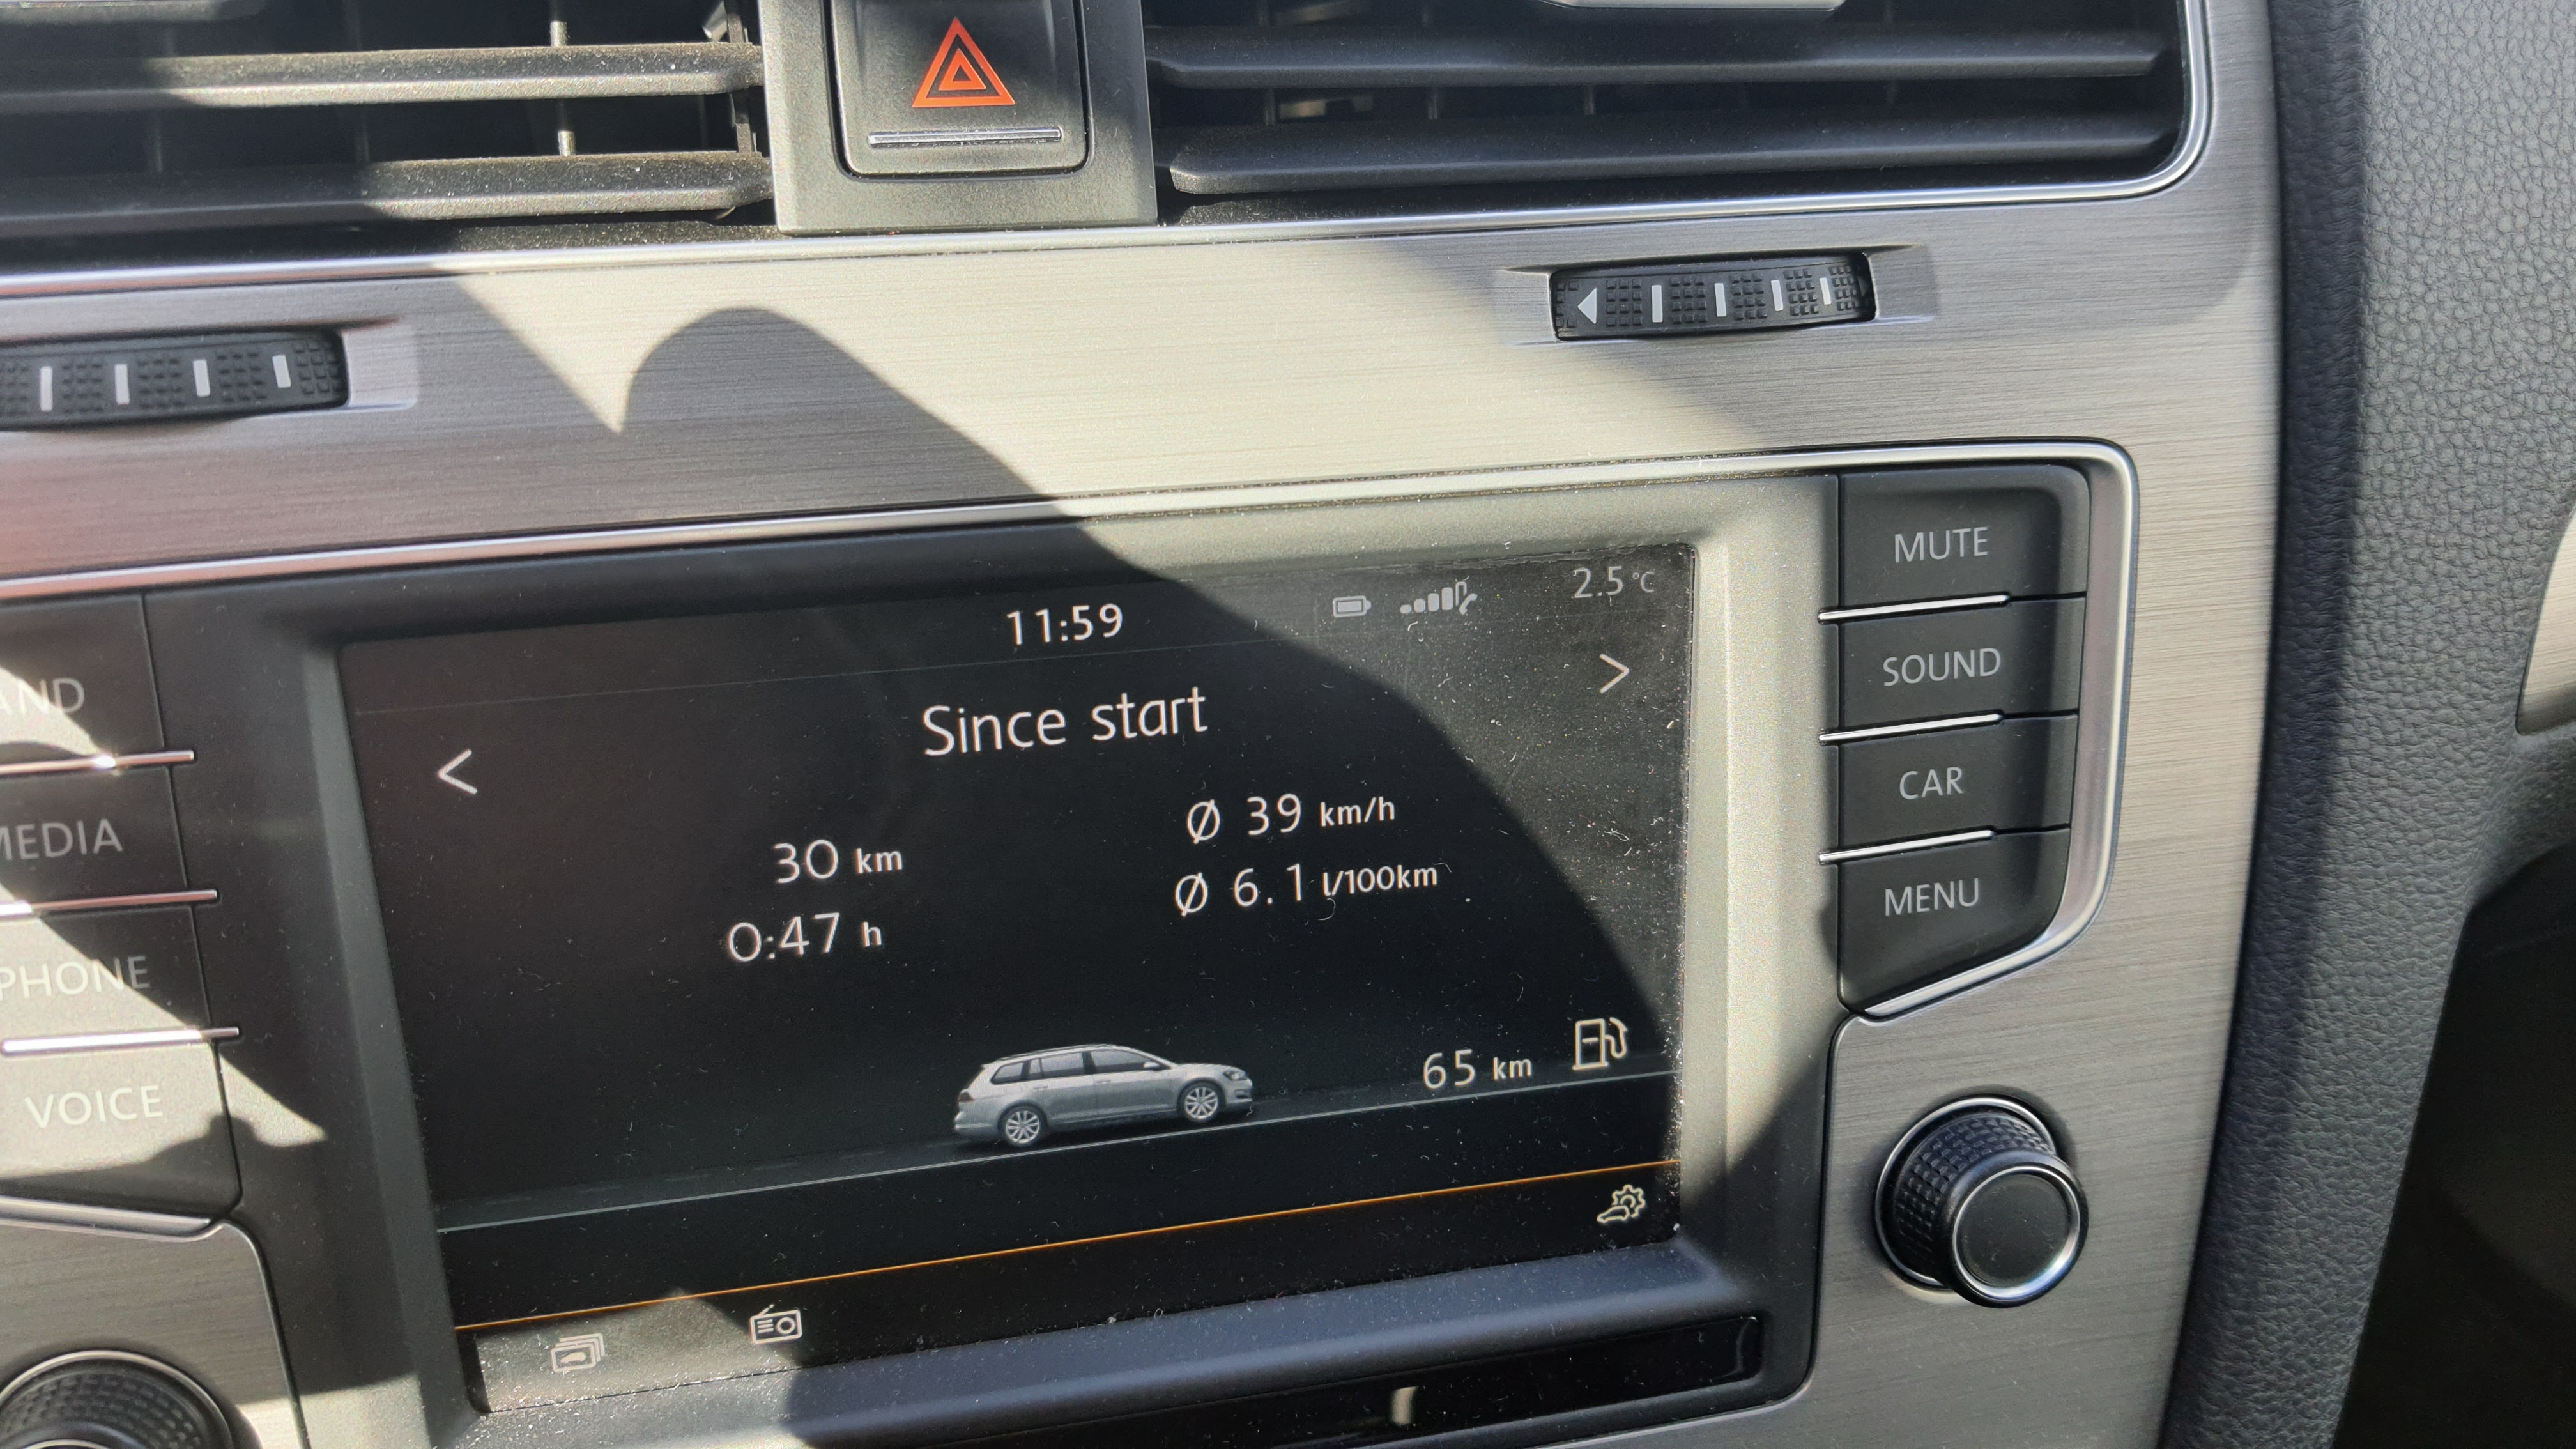 11:59
2.5 °C
<
Since start
>
30 km
Ø 39 km/h
0:47 h
Ø 6.1 l/100km
65 km
MUTE
SOUND
CAR
MENU
AND
MEDIA
PHONE
VOICE